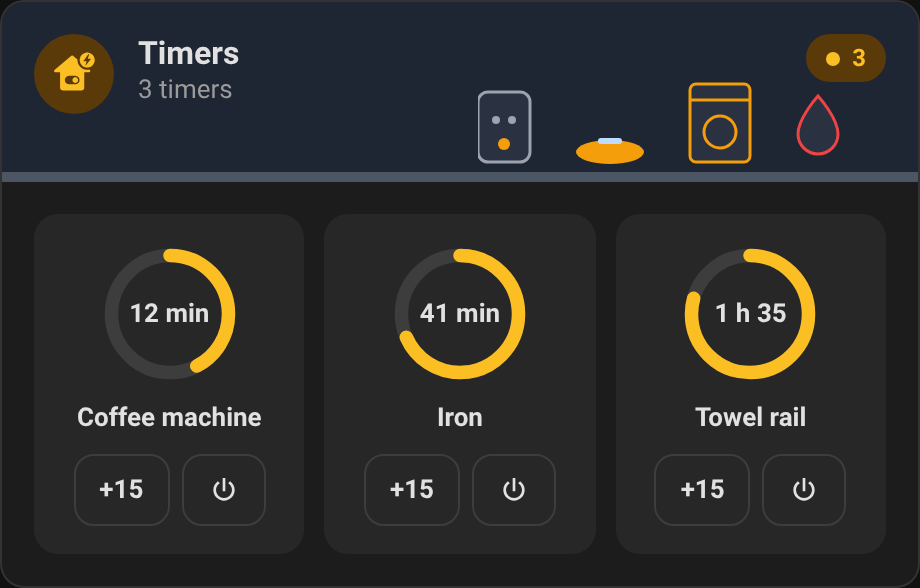 Timers
3 timers
3
12 min
41 min
1 h 35
Coffee machine
Iron
Towel rail
+15
+15
+15